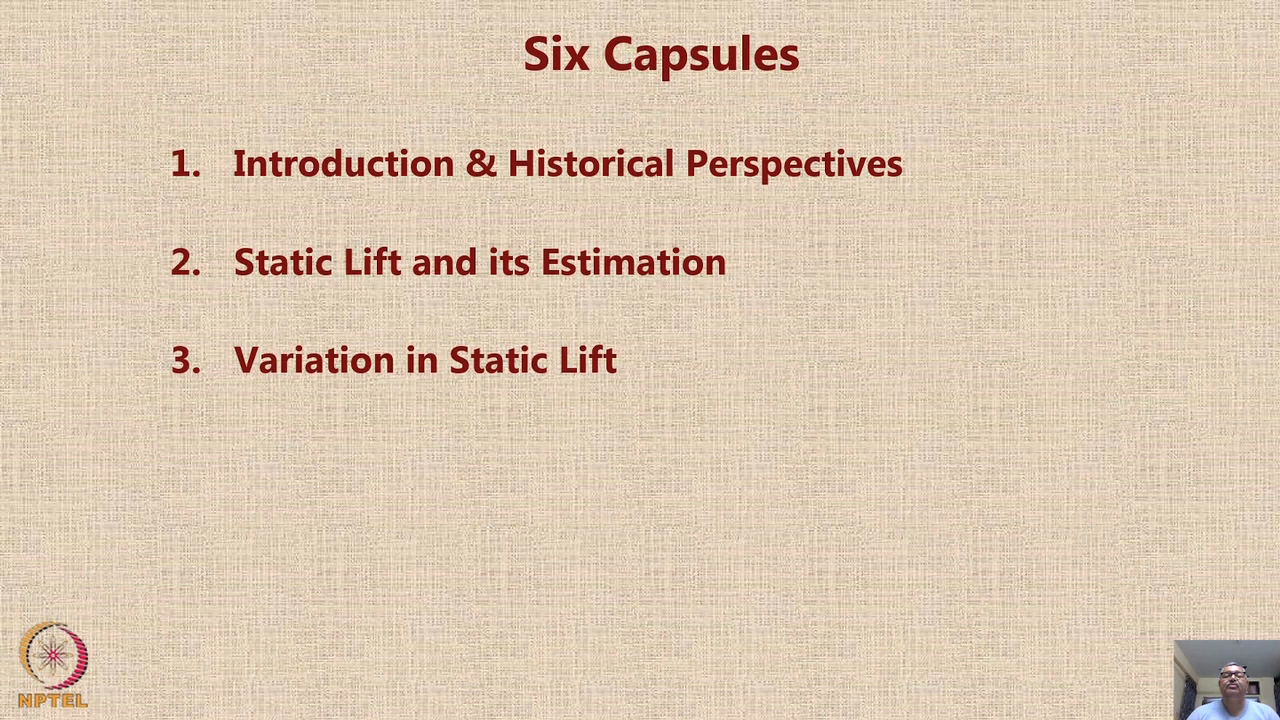 Six Capsules
1. Introduction & Historical Perspectives
2. Static Lift and its Estimation
3. Variation in Static Lift
NPTEL